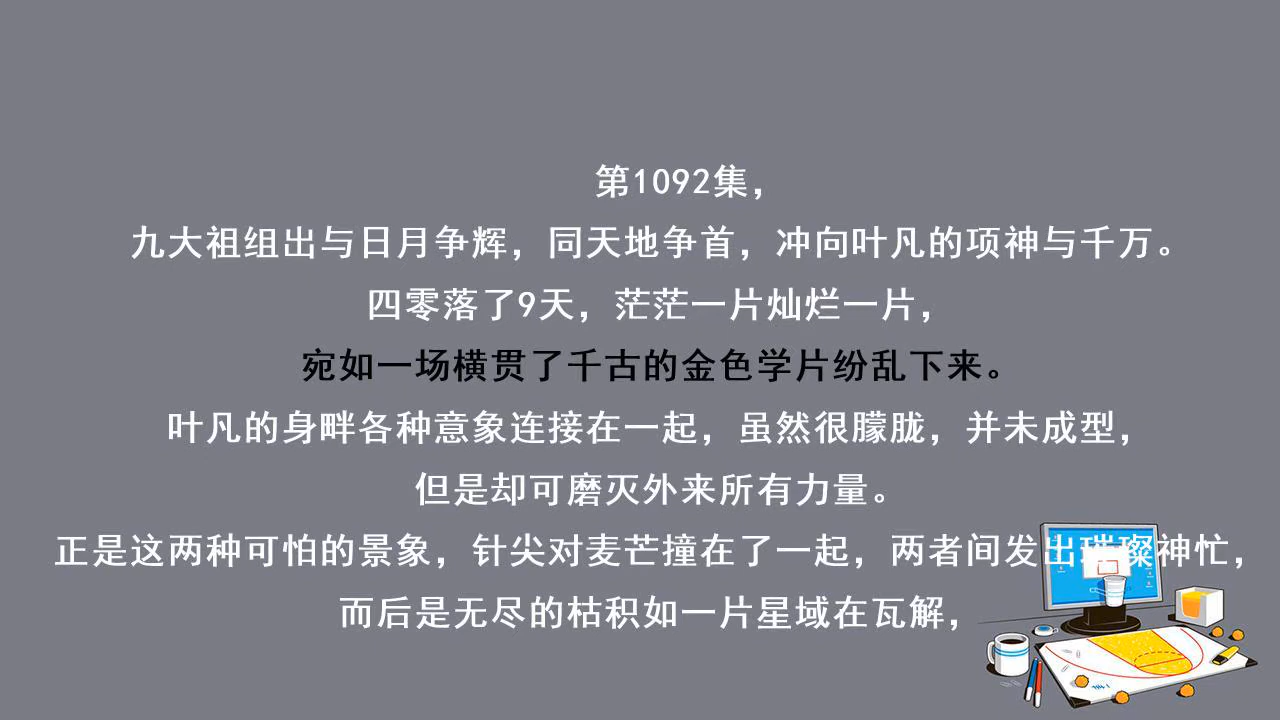 第1092集，
九大祖组出与日月争辉，同天地争首，冲向叶凡的项神与千万。
四零落了9天，茫茫一片灿烂一片，
宛如一场横贯了千古的金色学片纷乱下来。
叶凡的身畔各种意象连接在一起，虽然很朦胧，并未成型，
但是却可磨灭外来所有力量。
正是这两种可怕的景象，针尖对麦芒撞在了一起，两者间发出璀璨神忙，
而后是无尽的枯积如一片星域在瓦解，